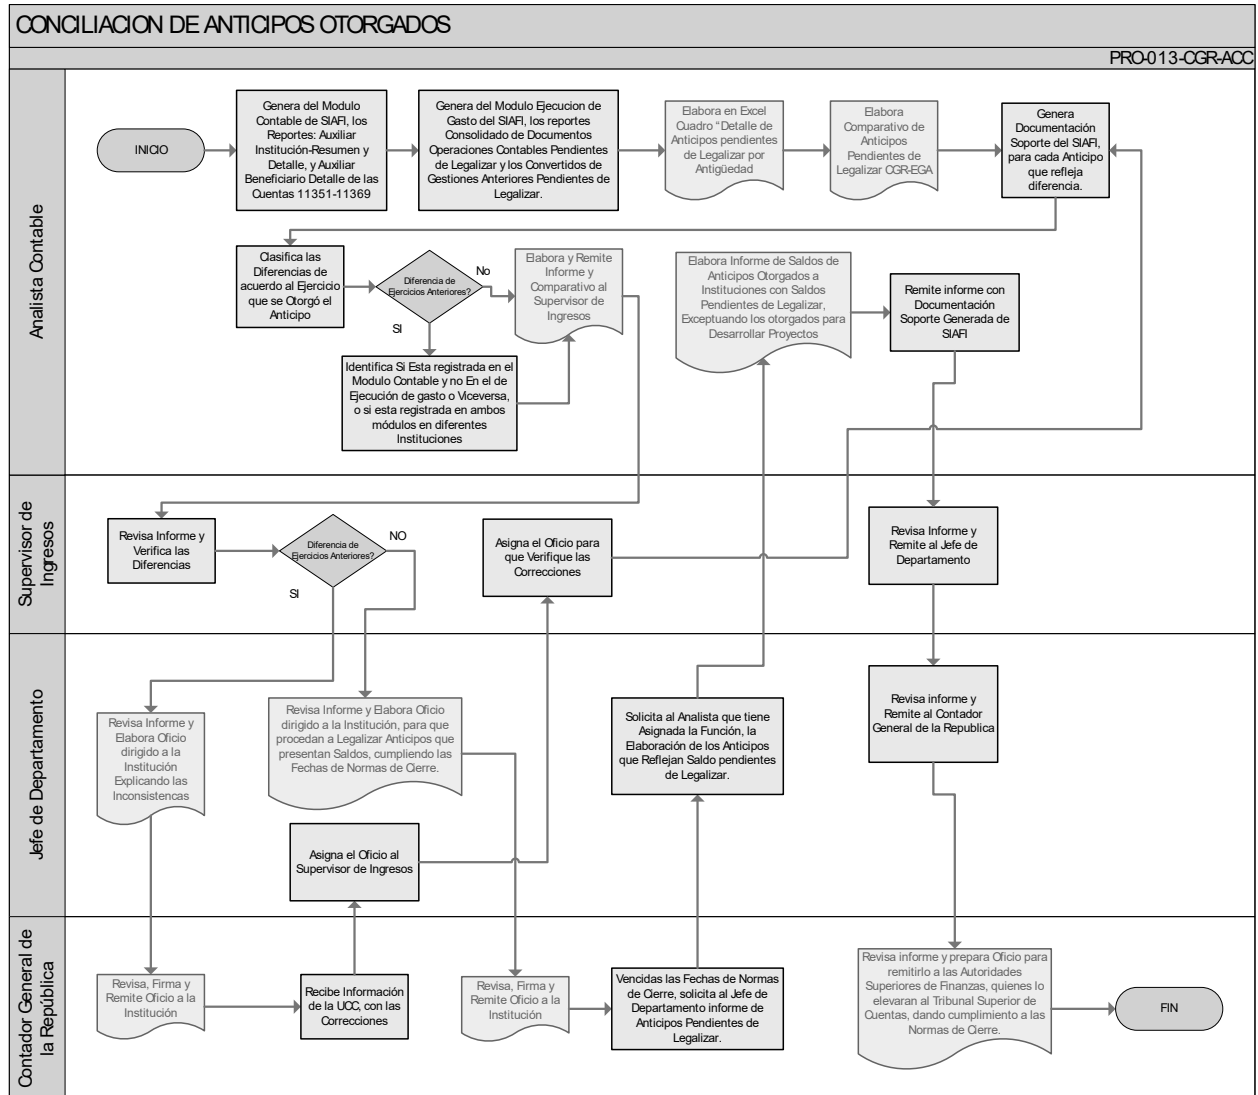 CONCILIACION DE ANTICIPOS OTORGADOS
PRO-013-CGR-ACC
Analista Contable
INICIO
Genera del Modulo
Contable de SIAFI, los
Reportes: Auxiliar
Institución-Resumen y
Detalle, y Auxiliar
Beneficiario Detalle de las
Cuentas 11351-11369
Genera del Modulo Ejecucion de
Gasto del SIAFI, los reportes
Consolidado de Documentos
Operaciones Contables Pendientes
de Legalizar y los Convertidos de
Gestiones Anteriores Pendientes de
Legalizar.
Elabora en Excel
Cuadro “Detalle de
Anticipos pendientes
de Legalizar por
Antigüedad
Elabora
Comparativo de
Anticipos
Pendientes de
Legalizar CGR-EGA
Genera
Documentación
Soporte del SIAFI,
para cada Anticipo
que refleja
diferencia.
Clasifica las
Diferencias de
acuerdo al Ejercicio
que se Otorgó el
Anticipo
Diferencia de
Ejercicios Anteriores?
No
SI
Elabora y Remite
Informe y
Comparativo al
Supervisor de
Ingresos
Identifica Si Esta registrada en el
Modulo Contable y no En el de
Ejecución de gasto o Viceversa,
o si esta registrada en ambos
módulos en diferentes
Instituciones
Elabora Informe de Saldos de
Anticipos Otorgados a
Instituciones con Saldos
Pendientes de Legalizar,
Exceptuando los otorgados para
Desarrollar Proyectos
Remite informe con
Documentación
Soporte Generada de
SIAFI
Supervisor de
Ingresos
Revisa Informe y
Verifica las
Diferencias
Diferencia de
Ejercicios Anteriores?
NO
SI
Asigna el Oficio para
que Verifique las
Correcciones
Revisa Informe y
Remite al Jefe de
Departamento
Jefe de Departamento
Revisa Informe y
Elabora Oficio
dirigido a la
Institución
Explicando las
Inconsistencas
Revisa Informe y Elabora Oficio
dirigido a la Institución, para que
procedan a Legalizar Anticipos que
presentan Saldos, cumpliendo las
Fechas de Normas de Cierre.
Asigna el Oficio al
Supervisor de Ingresos
Solicita al Analista que tiene
Asignada la Función, la
Elaboración de los Anticipos
que Reflejan Saldo pendientes
de Legalizar.
Revisa informe y
Remite al Contador
General de la Republica
Contador General de
la República
Revisa, Firma y
Remite Oficio a la
Institución
Recibe Información
de la UCC, con las
Correcciones
Revisa, Firma y
Remite Oficio a la
Institución
Vencidas las Fechas de Normas
de Cierre, solicita al Jefe de
Departamento informe de
Anticipos Pendientes de
Legalizar.
Revisa informe y prepara Oficio para
remitirlo a las Autoridades
Superiores de Finanzas, quienes lo
elevaran al Tribunal Superior de
Cuentas, dando cumplimiento a las
Normas de Cierre.
FIN